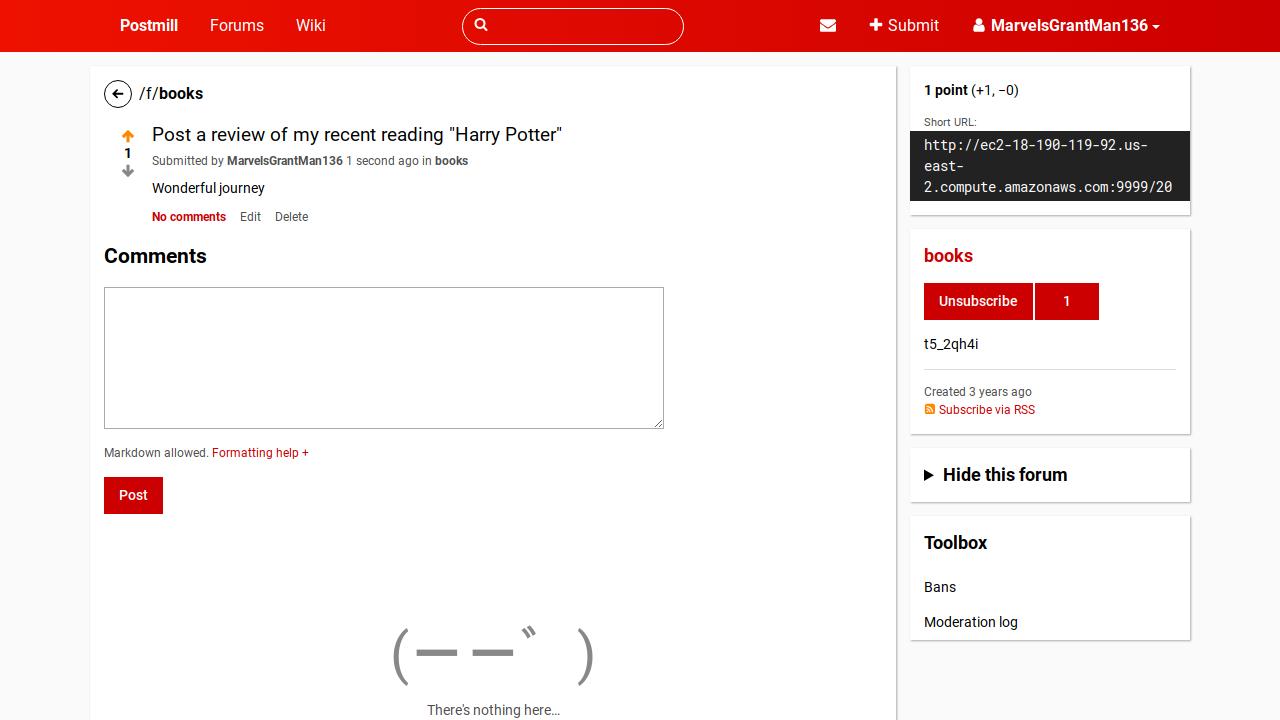 Postmill Forums Wiki Submit MarvelsGrantMan136
/f/books
Post a review of my recent reading "Harry Potter"
1
Submitted by MarvelsGrantMan136 1 second ago in books
Wonderful journey
No comments Edit Delete
Comments
Markdown allowed. Formatting help +
Post
(ーー゛)
There's nothing here…
1 point (+1, −0)
Short URL:
http://ec2-18-190-119-92.us-
east-
2.compute.amazonaws.com:9999/20
books
Unsubscribe 1
t5_2qh4i
Created 3 years ago
Subscribe via RSS
Hide this forum
Toolbox
Bans
Moderation log